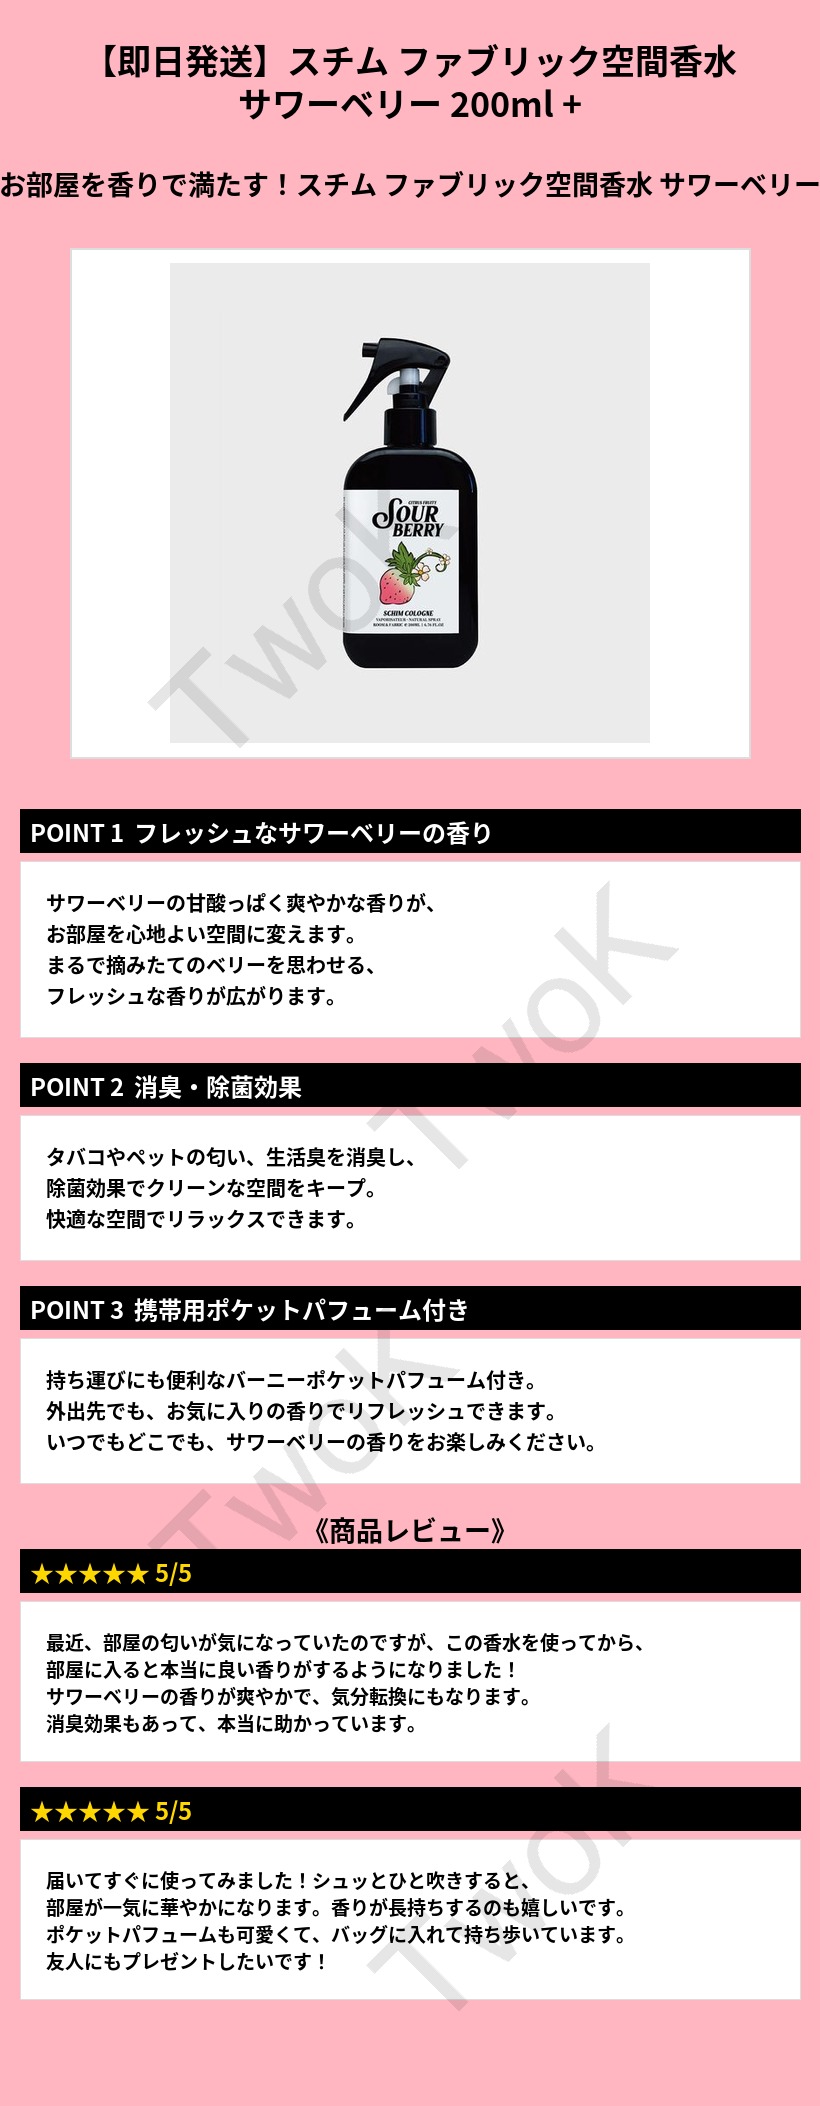 【即日発送】スチム ファブリック空間香水
サワーベリー 200ml +
お部屋を香りで満たす！スチム ファブリック空間香水 サワーベリー
CITRUS FRUITY
SOUR
BERRY
SCHIM COLOGNE
VAPORISATEUR · NATURAL SPRAY
ROOM & FABRIC ℮ 200ML | 6.76 FL.OZ
TwoK
POINT 1 フレッシュなサワーベリーの香り
サワーベリーの甘酸っぱく爽やかな香りが、
お部屋を心地よい空間に変えます。
まるで摘みたてのベリーを思わせる、
フレッシュな香りが広がります。
TwoK
POINT 2 消臭・除菌効果
タバコやペットの匂い、生活臭を消臭し、
除菌効果でクリーンな空間をキープ。
快適な空間でリラックスできます。
POINT 3 携帯用ポケットパフューム付き
持ち運びにも便利なバーニーポケットパフューム付き。
外出先でも、お気に入りの香りでリフレッシュできます。
いつでもどこでも、サワーベリーの香りをお楽しみください。
TwoK
《商品レビュー》
★★★★★ 5/5
最近、部屋の匂いが気になっていたのですが、この香水を使ってから、
部屋に入ると本当に良い香りがするようになりました！
サワーベリーの香りが爽やかで、気分転換にもなります。
消臭効果もあって、本当に助かっています。
★★★★★ 5/5
届いてすぐに使ってみました！シュッとひと吹きすると、
部屋が一気に華やかになります。香りが長持ちするのも嬉しいです。
ポケットパフュームも可愛くて、バッグに入れて持ち歩いています。
友人にもプレゼントしたいです！
TwoK